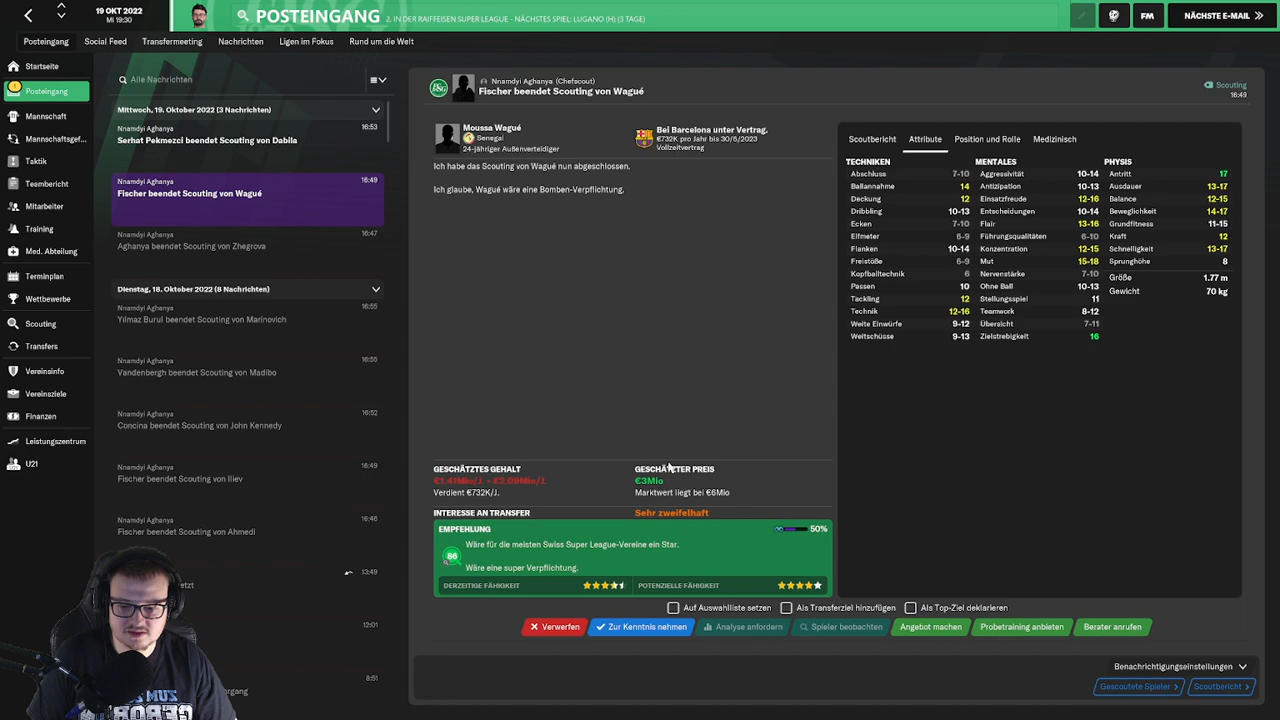 19 OKT 2022
MI 19:30
POSTEINGANG
2. IN DER RAIFFEISEN SUPER LEAGUE - NÄCHSTES SPIEL: LUGANO (H) (3 TAGE)
FM
NÄCHSTE E-MAIL
Posteingang
Social Feed
Transfermeeting
Nachrichten
Ligen im Fokus
Rund um die Welt
Startseite
Posteingang
Mannschaft
Mannschaftsgef...
Taktik
Teambericht
Mitarbeiter
Training
Med. Abteilung
Terminplan
Wettbewerbe
Scouting
Transfers
Vereinsinfo
Vereinsziele
Finanzen
Leistungszentrum
U21
Alle Nachrichten
Mittwoch, 19. Oktober 2022 (3 Nachrichten)
Nnamdyi Aghanya 16:53
Serhat Pekmezci beendet Scouting von Dabila
Nnamdyi Aghanya 16:49
Fischer beendet Scouting von Wagué
Nnamdyi Aghanya 16:47
Aghanya beendet Scouting von Zhegrova
Dienstag, 18. Oktober 2022 (8 Nachrichten)
Nnamdyi Aghanya 16:55
Yilmaz Burul beendet Scouting von Marinovich
Nnamdyi Aghanya 16:55
Vandenbergh beendet Scouting von Madibo
Nnamdyi Aghanya 16:52
Concina beendet Scouting von John Kennedy
Nnamdyi Aghanya 16:49
Fischer beendet Scouting von Iliev
Nnamdyi Aghanya 16:46
Fischer beendet Scouting von Ahmedi
13:49
12:01
8:51
Nnamdyi Aghanya (Chefscout)
Fischer beendet Scouting von Wagué
Scouting
16:49
Moussa Wagué
Senegal
24-jähriger Außenverteidiger
Bei Barcelona unter Vertrag.
€732K pro Jahr bis 30/6/2023
Vollzeitvertrag
Ich habe das Scouting von Wagué nun abgeschlossen.
Ich glaube, Wagué wäre eine Bomben-Verpflichtung.
GESCHÄTZTES GEHALT
€1.41Mio/J. - €2.09Mio/J.
Verdient €732K/J.
GESCHÄTZTER PREIS
€3Mio
Marktwert liegt bei €6Mio
INTERESSE AN TRANSFER
Sehr zweifelhaft
EMPFEHLUNG
50%
86
Wäre für die meisten Swiss Super League-Vereine ein Star.
Wäre eine super Verpflichtung.
DERZEITIGE FÄHIGKEIT
POTENZIELLE FÄHIGKEIT
Scoutbericht
Attribute
Position und Rolle
Medizinisch
TECHNIKEN
Abschluss 7-10
Ballannahme 14
Deckung 12
Dribbling 10-13
Ecken 7-10
Elfmeter 6-9
Flanken 10-14
Freistöße 6-9
Kopfballtechnik 6
Passen 10
Tackling 12
Technik 12-16
Weite Einwürfe 9-12
Weitschüsse 9-13
MENTALES
Aggressivität 10-14
Antizipation 10-13
Einsatzfreude 12-16
Entscheidungen 10-14
Flair 13-16
Führungsqualitäten 6-10
Konzentration 12-15
Mut 15-18
Nervenstärke 7-10
Ohne Ball 10-13
Stellungsspiel 11
Teamwork 8-12
Übersicht 7-11
Zielstrebigkeit 16
PHYSIS
Antritt 17
Ausdauer 13-17
Balance 12-15
Beweglichkeit 14-17
Grundfitness 11-15
Kraft 12
Schnelligkeit 13-17
Sprunghöhe 8
Größe 1.77 m
Gewicht 70 kg
Auf Auswahlliste setzen
Als Transferziel hinzufügen
Als Top-Ziel deklarieren
Verwerfen
Zur Kenntnis nehmen
Analyse anfordern
Spieler beobachten
Angebot machen
Probetraining anbieten
Berater anrufen
Benachrichtigungseinstellungen
Gescoutete Spieler
Scoutbericht